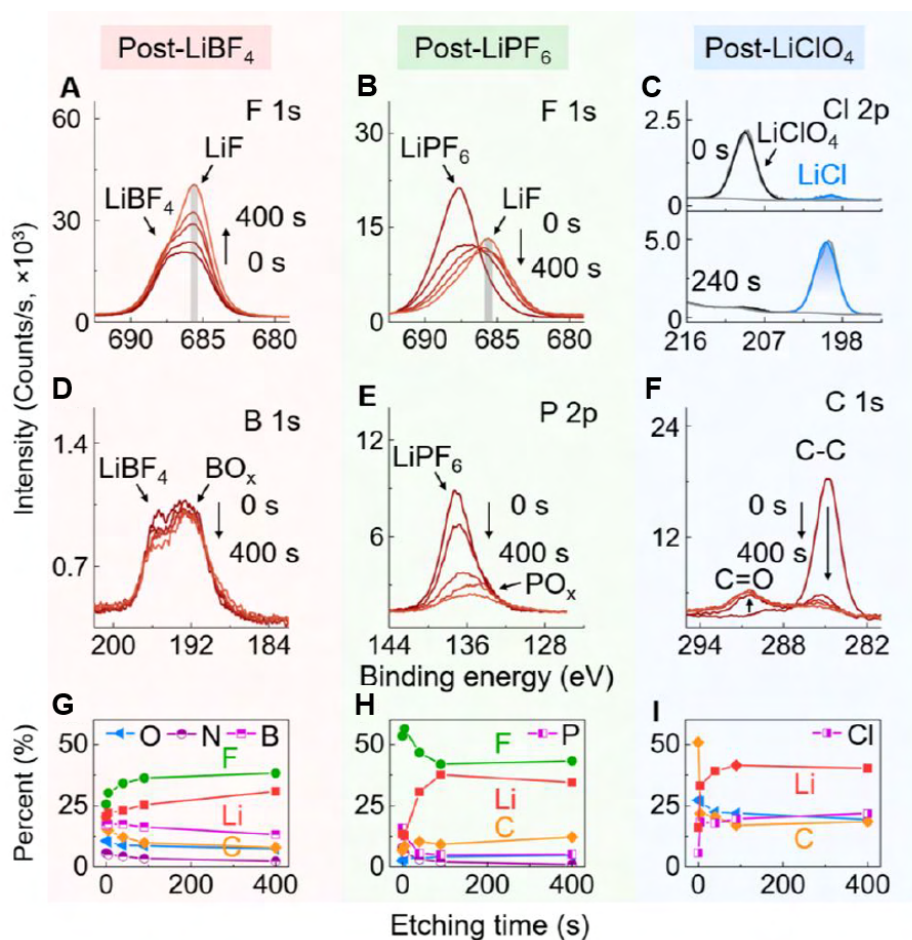 Post-LiBF₄
Post-LiPF₆
Post-LiClO₄
Intensity (Counts/s, ×10³)
A
F 1s
60
30
0
LiF
LiBF₄
400 s
0 s
690 685 680
B
F 1s
45
30
15
0
LiPF₆
LiF
0 s
400 s
690 685 680
C
Cl 2p
2.5
0.0
0 s
LiClO₄
LiCl
5.0
0.0
240 s
216 207 198
D
B 1s
1.4
0.7
LiBF₄
BOₓ
0 s
400 s
200 192 184
E
P 2p
12
9
6
LiPF₆
0 s
400 s
POₓ
144 136 128
F
C 1s
24
12
C-C
0 s
400 s
C=O
294 288 282
Binding energy (eV)
Percent (%)
G
O N B
50
25
0
F
Li
C
0 200 400
H
P
50
25
0
F
Li
C
0 200 400
I
Cl
50
25
0
Li
C
0 200 400
Etching time (s)